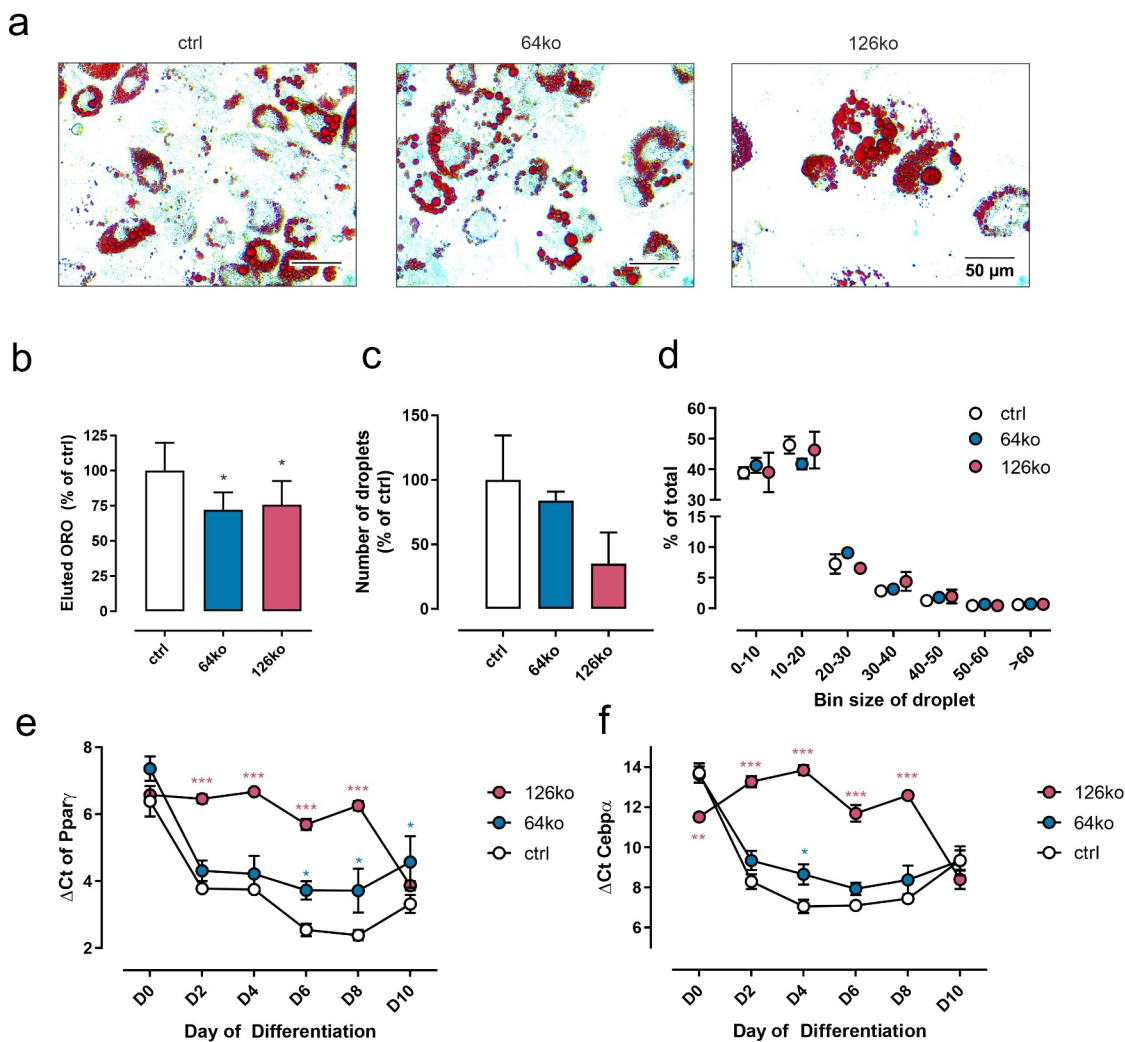 a
ctrl
64ko
126ko
50 µm
b
c
d
Eluted ORO (% of ctrl)
125
100
75
50
25
0
*
*
ctrl
64ko
126ko
Number of droplets
(% of ctrl)
150
100
50
0
ctrl
64ko
126ko
% of total
60
50
40
30
15
10
5
0
ctrl
64ko
126ko
0-10
10-20
20-30
30-40
40-50
50-60
>60
Bin size of droplet
e
f
ΔCt of Pparγ
8
6
4
2
***
***
***
***
*
*
*
126ko
64ko
ctrl
D0
D2
D4
D6
D8
D10
Day of Differentiation
ΔCt Cebpα
14
12
10
8
6
**
***
***
***
***
*
126ko
64ko
ctrl
D0
D2
D4
D6
D8
D10
Day of Differentiation